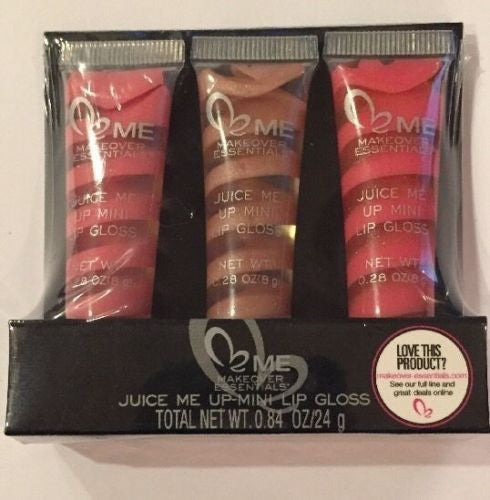 ME
MAKEOVER
ESSENTIALS
JUICE ME
UP MINI
LIP GLOSS
NET WT.
.28 OZ(8 g)
ME
MAKEOVER
ESSENTIALS
JUICE ME
UP MINI
LIP GLOSS
NET WT.
0.28 OZ(8 g)
ME
MAKEOVER
ESSENTIALS
JUICE ME
UP MINI
LIP GLOSS
NET WT.
0.28 OZ(8
ME
MAKEOVER
ESSENTIALS
JUICE ME UP-MINI LIP GLOSS
TOTAL NET WT. 0.84 OZ/24 g
LOVE THIS
PRODUCT?
makeover-essentials.com
See our full line and
great deals online